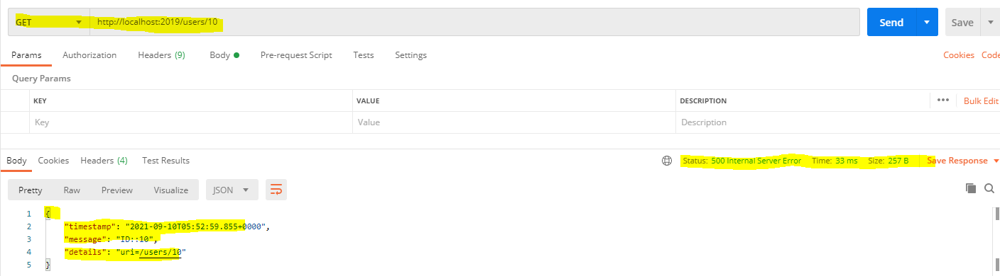 GET http://localhost:2019/users/10 Send Save
Params Authorization Headers (9) Body Pre-request Script Tests Settings Cookies Code
Query Params
KEY VALUE DESCRIPTION ••• Bulk Edit
Key Value Description
Body Cookies Headers (4) Test Results Status: 500 Internal Server Error Time: 33 ms Size: 257 B Save Response
Pretty Raw Preview Visualize JSON
1 {
2 "timestamp": "2021-09-10T05:52:59.855+0000",
3 "message": "ID::10",
4 "details": "uri=/users/10"
5 }